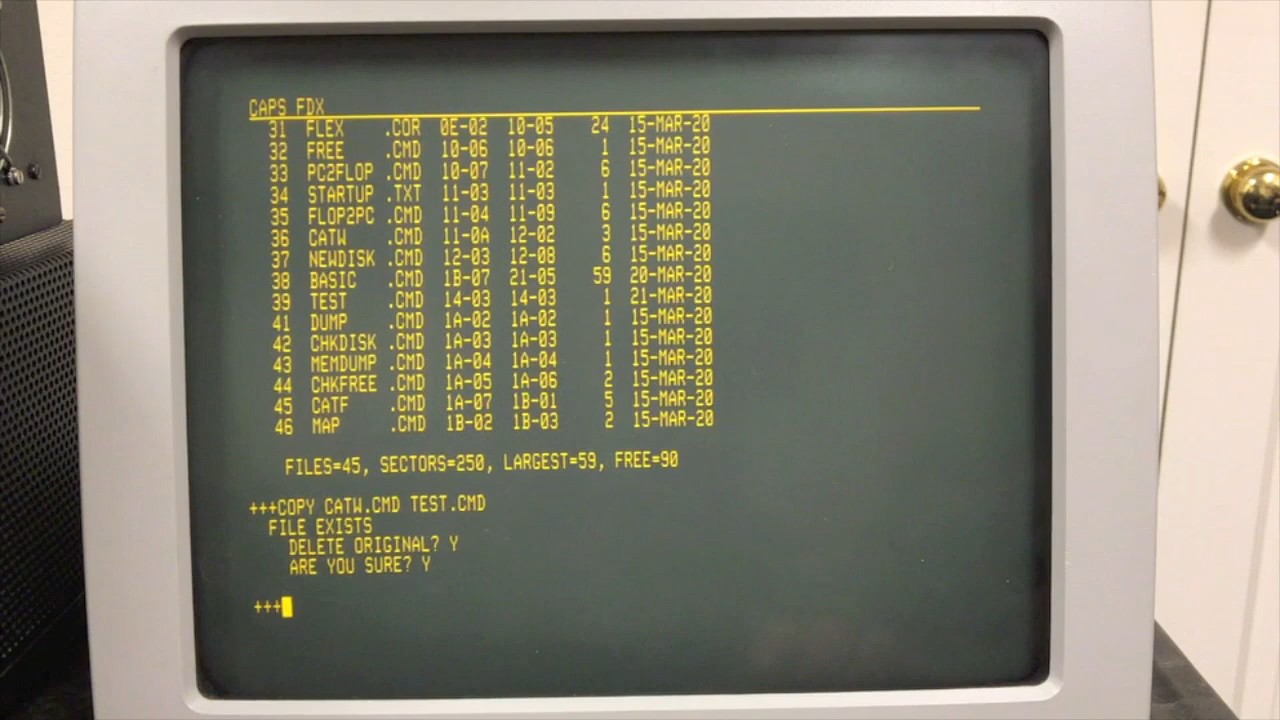 CAPS FDX
31 FLEX .COR 0E-02 10-05 24 15-MAR-20
32 FREE .CMD 10-06 10-06 1 15-MAR-20
33 PC2FLOP .CMD 10-07 11-02 6 15-MAR-20
34 STARTUP .TXT 11-03 11-03 1 15-MAR-20
35 FLOP2PC .CMD 11-04 11-09 6 15-MAR-20
36 CATW .CMD 11-0A 12-02 3 15-MAR-20
37 NEWDISK .CMD 12-03 12-08 6 15-MAR-20
38 BASIC .CMD 1B-07 21-05 59 20-MAR-20
39 TEST .CMD 14-03 14-03 1 21-MAR-20
41 DUMP .CMD 1A-02 1A-02 1 15-MAR-20
42 CHKDISK .CMD 1A-03 1A-03 1 15-MAR-20
43 MEMDUMP .CMD 1A-04 1A-04 1 15-MAR-20
44 CHKFREE .CMD 1A-05 1A-06 2 15-MAR-20
45 CATF .CMD 1A-07 1B-01 5 15-MAR-20
46 MAP .CMD 1B-02 1B-03 2 15-MAR-20
FILES=45, SECTORS=250, LARGEST=59, FREE=90
+++COPY CATW.CMD TEST.CMD
FILE EXISTS
DELETE ORIGINAL? Y
ARE YOU SURE? Y
+++